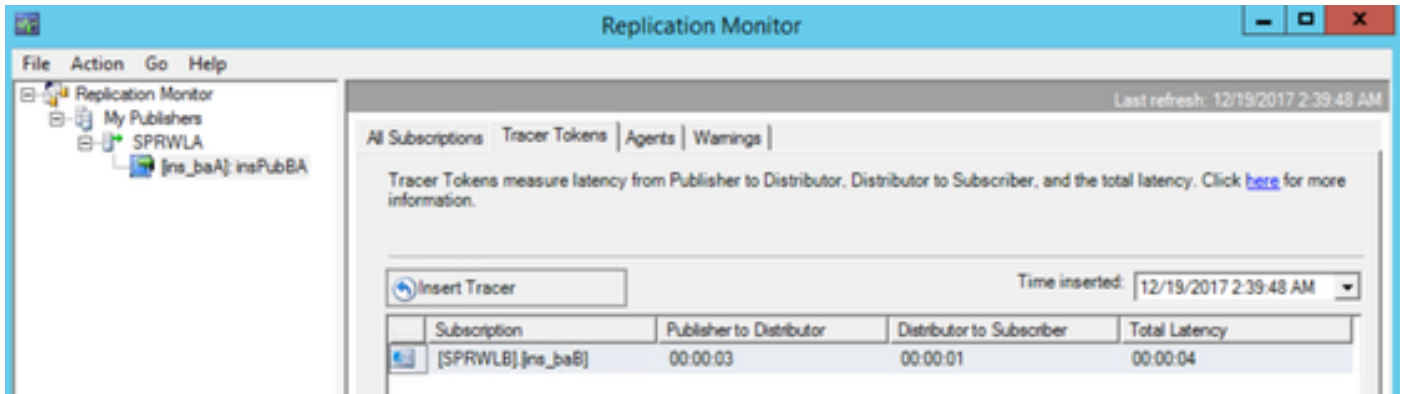 Replication Monitor
File Action Go Help
Replication Monitor
My Publishers
SPRWLA
[ins_baA]: insPubBA
Last refresh: 12/19/2017 2:39:48 AM
All Subscriptions Tracer Tokens Agents Warnings
Tracer Tokens measure latency from Publisher to Distributor, Distributor to Subscriber, and the total latency. Click here for more
information.
Insert Tracer Time inserted: 12/19/2017 2:39:48 AM
Subscription Publisher to Distributor Distributor to Subscriber Total Latency
[SPRWLB].[ins_baB] 00:00:03 00:00:01 00:00:04